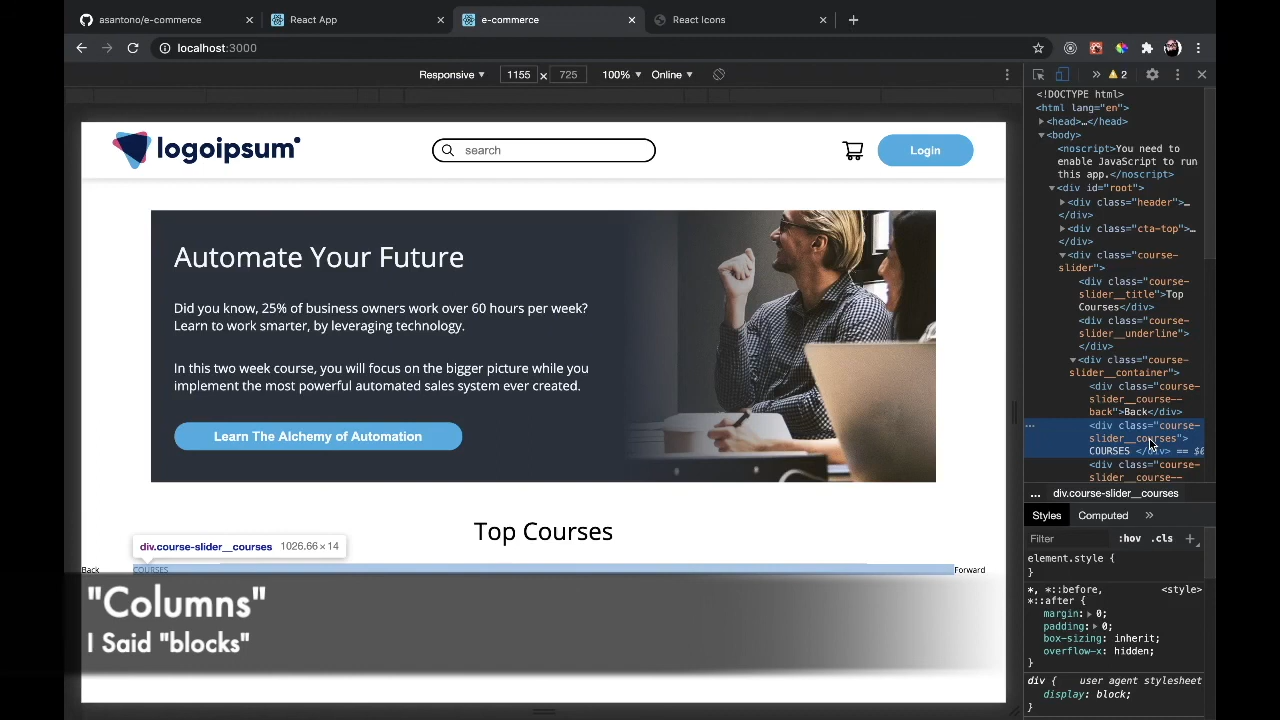 asantono/e-commerce
React App
e-commerce
React Icons
localhost:3000
Responsive
1155
x
725
100%
Online
2
logoipsum
search
Login
Automate Your Future
Did you know, 25% of business owners work over 60 hours per week?
Learn to work smarter, by leveraging technology.
In this two week course, you will focus on the bigger picture while you
implement the most powerful automated sales system ever created.
Learn The Alchemy of Automation
Top Courses
div.course-slider__courses 1026.66×14
Back
COURSES
Forward
"Columns"
I Said "blocks"
<!DOCTYPE html>
<html lang="en">
<head>…</head>
<body>
<noscript>You need to
enable JavaScript to run
this app.</noscript>
<div id="root">
<div class="header">…
</div>
<div class="cta-top">…
</div>
<div class="course-
slider">
<div class="course-
slider__title">Top
Courses</div>
<div class="course-
slider__underline">
</div>
<div class="course-
slider__container">
<div class="course-
slider__course--
back">Back</div>
<div class="course-
slider__courses">
COURSES </div> == $0
<div class="course-
slider__course--
... div.course-slider__courses
Styles
Computed
Filter
:hov
.cls
element.style {
}
*, *::before, <style>
*::after {
margin: 0;
padding: 0;
box-sizing: inherit;
overflow-x: hidden;
}
div { user agent stylesheet
display: block;
}